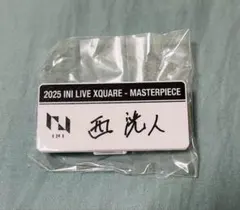 2025 INI LIVE XQUARE - MASTERPIECE
INI
西 洸人